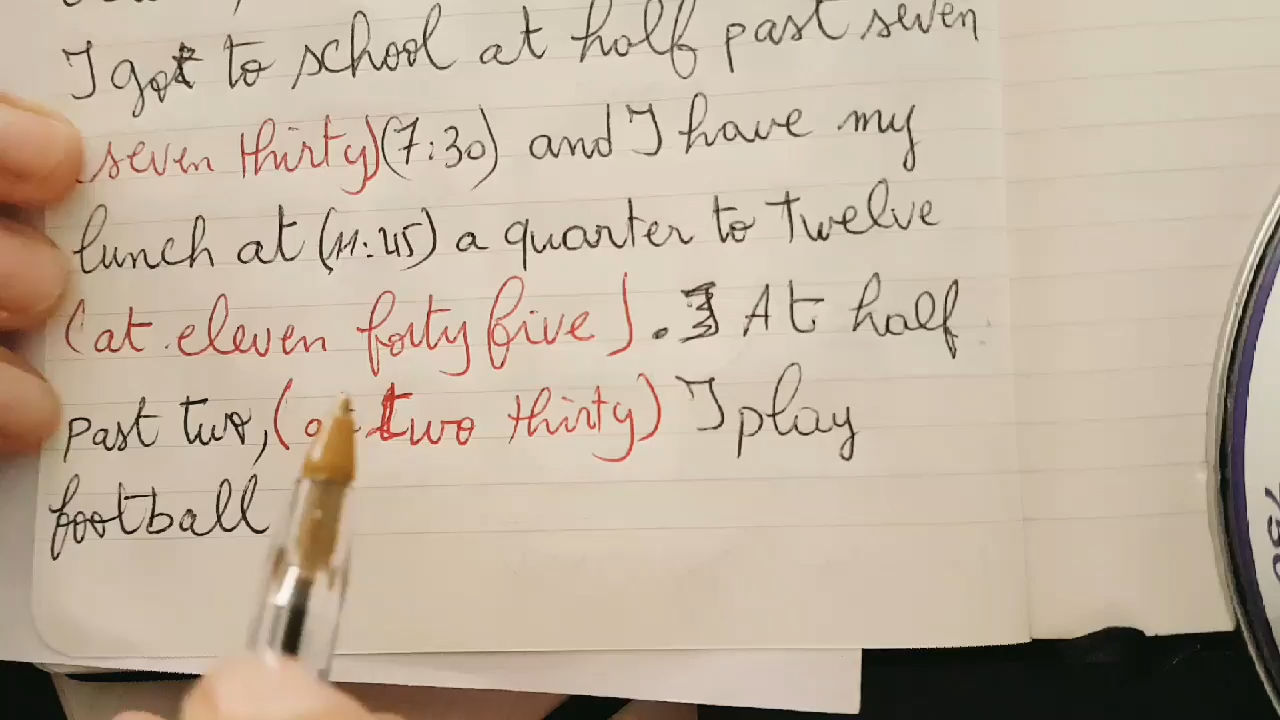 I got to school at half past seven
seven thirty) (7:30) and I have my
lunch at (11:45) a quarter to twelve
(at eleven forty five). At half
past two, ( two thirty) I play
football